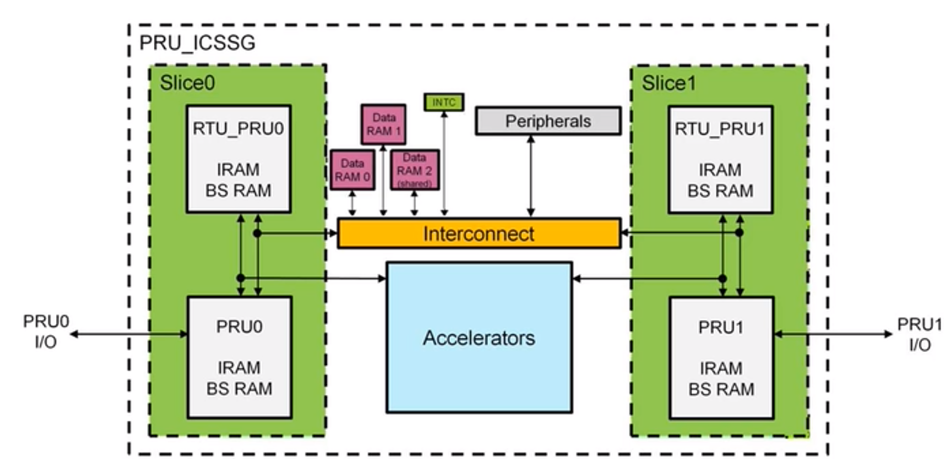 PRU_ICSSG
Slice0
RTU_PRU0
IRAM
BS RAM
PRU0
IRAM
BS RAM
PRU0
I/O
Data
RAM 0
Data
RAM 1
Data
RAM 2
(shared)
INTC
Peripherals
Interconnect
Accelerators
Slice1
RTU_PRU1
IRAM
BS RAM
PRU1
IRAM
BS RAM
PRU1
I/O